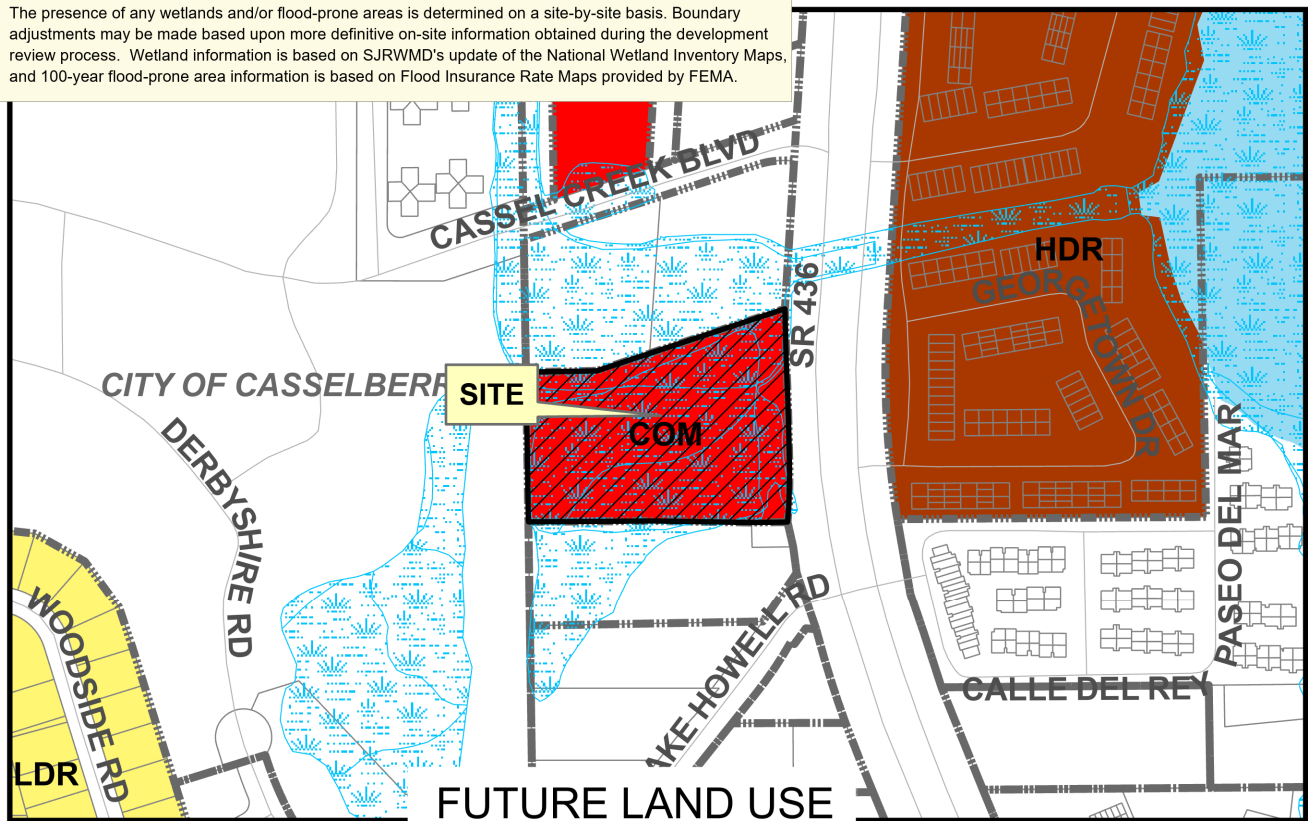 The presence of any wetlands and/or flood-prone areas is determined on a site-by-site basis. Boundary
adjustments may be made based upon more definitive on-site information obtained during the development
review process. Wetland information is based on SJRWMD's update of the National Wetland Inventory Maps,
and 100-year flood-prone area information is based on Flood Insurance Rate Maps provided by FEMA.
CASSEL CREEK BLVD
HDR
GEORGETOWN DR
SR 436
CITY OF CASSELBERR
SITE
COM
DERBYSHIRE RD
PASEO DEL MAR
WOODSIDE RD
AKE HOWELL RD
CALLE DEL REY
LDR
FUTURE LAND USE